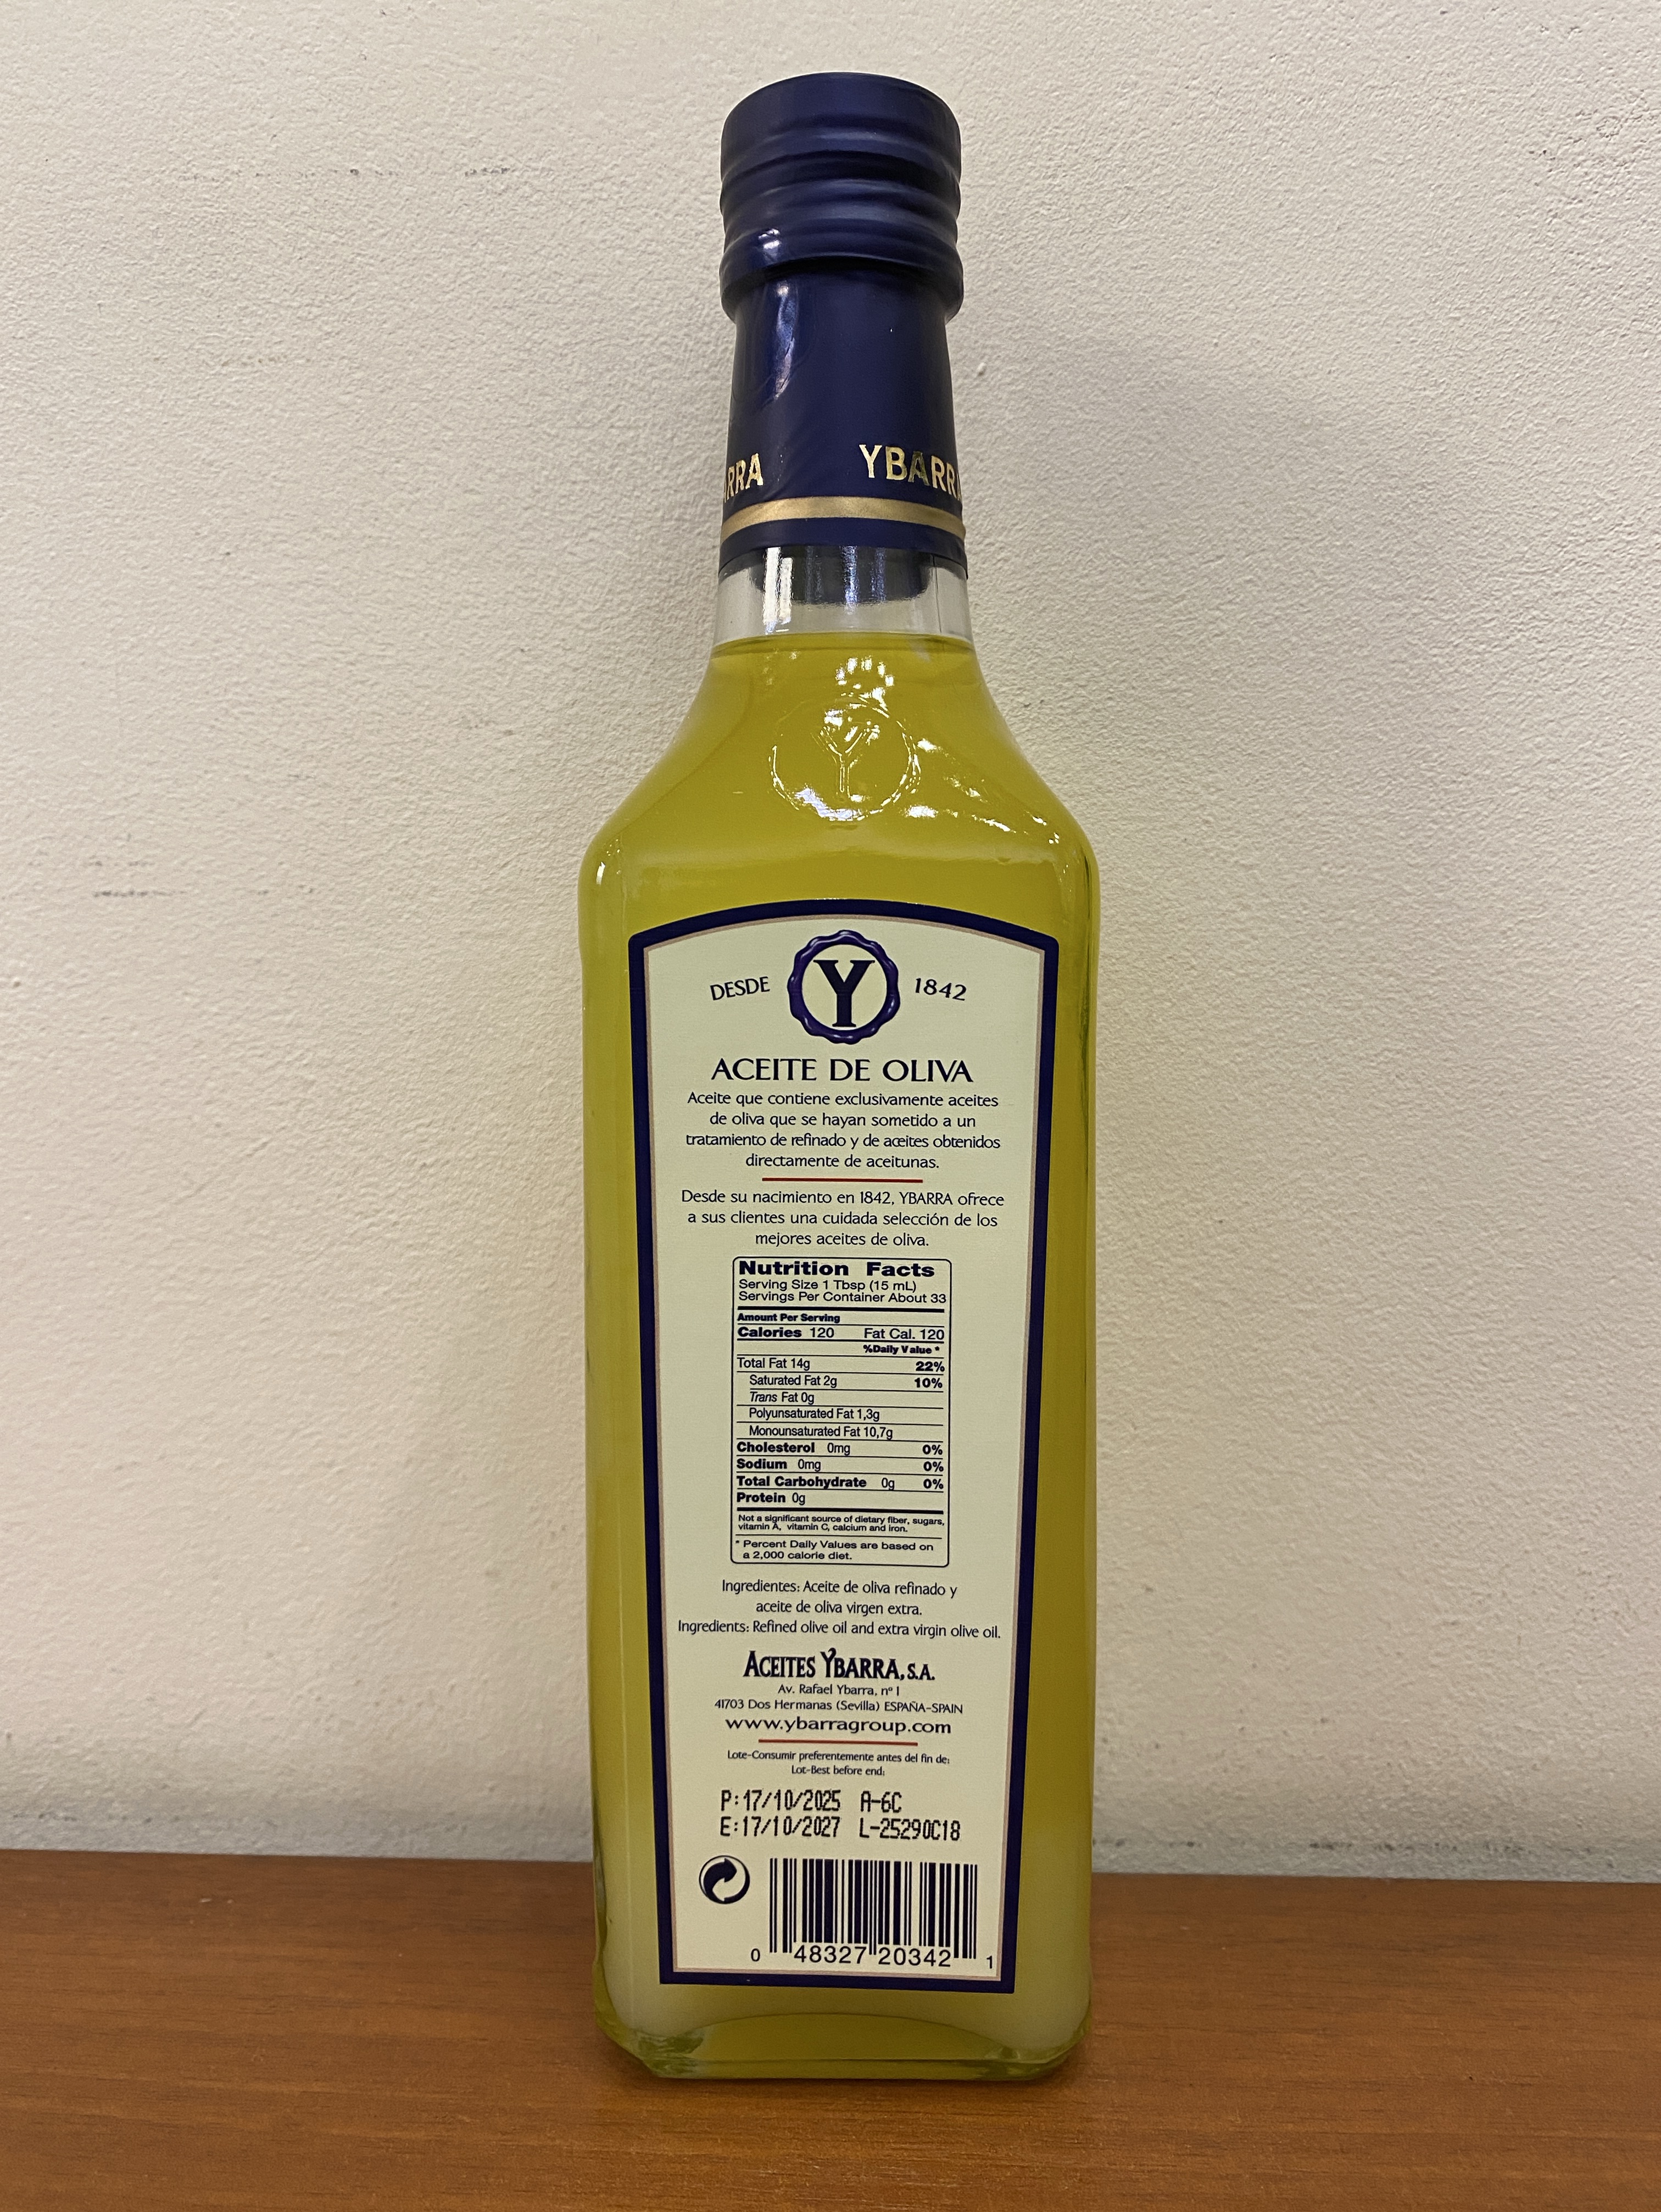 RRA YBARRA
Y
DESDE Y 1842
ACEITE DE OLIVA
Aceite que contiene exclusivamente aceites
de oliva que se hayan sometido a un
tratamiento de refinado y de aceites obtenidos
directamente de aceitunas.
Desde su nacimiento en 1842, YBARRA ofrece
a sus clientes una cuidada selección de los
mejores aceites de oliva.
Nutrition Facts
Serving Size 1 Tbsp (15 mL)
Servings Per Container About 33
Amount Per Serving
Calories 120 Fat Cal. 120
%Daily Value *
Total Fat 14g 22%
Saturated Fat 2g 10%
Trans Fat 0g
Polyunsaturated Fat 1,3g
Monounsaturated Fat 10,7g
Cholesterol 0mg 0%
Sodium 0mg 0%
Total Carbohydrate 0g 0%
Protein 0g
Not a significant source of dietary fiber, sugars,
vitamin A, vitamin C, calcium and iron.
* Percent Daily Values are based on
a 2,000 calorie diet.
Ingredientes: Aceite de oliva refinado y
aceite de oliva virgen extra.
Ingredients: Refined olive oil and extra virgin olive oil.
ACEITES YBARRA, S.A.
Av. Rafael Ybarra, nº 1
41703 Dos Hermanas (Sevilla) ESPAÑA-SPAIN
www.ybarragroup.com
Lote-Consumir preferentemente antes del fin de:
Lot-Best before end:
P:17/10/2025 A-6C
E:17/10/2027 L-25290C18
0 48327 20342 1